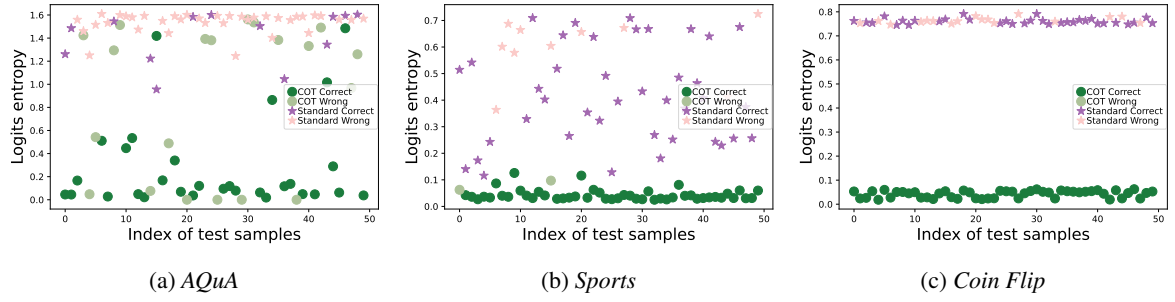 1.6
1.4
1.2
1.0
0.8
0.6
0.4
0.2
0.0
Logits entropy
COT Correct
COT Wrong
Standard Correct
Standard Wrong
0 10 20 30 40 50
Index of test samples
(a) AQuA
0.7
0.6
0.5
0.4
0.3
0.2
0.1
0.0
Logits entropy
COT Correct
COT Wrong
Standard Correct
Standard Wrong
0 10 20 30 40 50
Index of test samples
(b) Sports
0.8
0.7
0.6
0.5
0.4
0.3
0.2
0.1
0.0
Logits entropy
COT Correct
COT Wrong
Standard Correct
Standard Wrong
0 10 20 30 40 50
Index of test samples
(c) Coin Flip